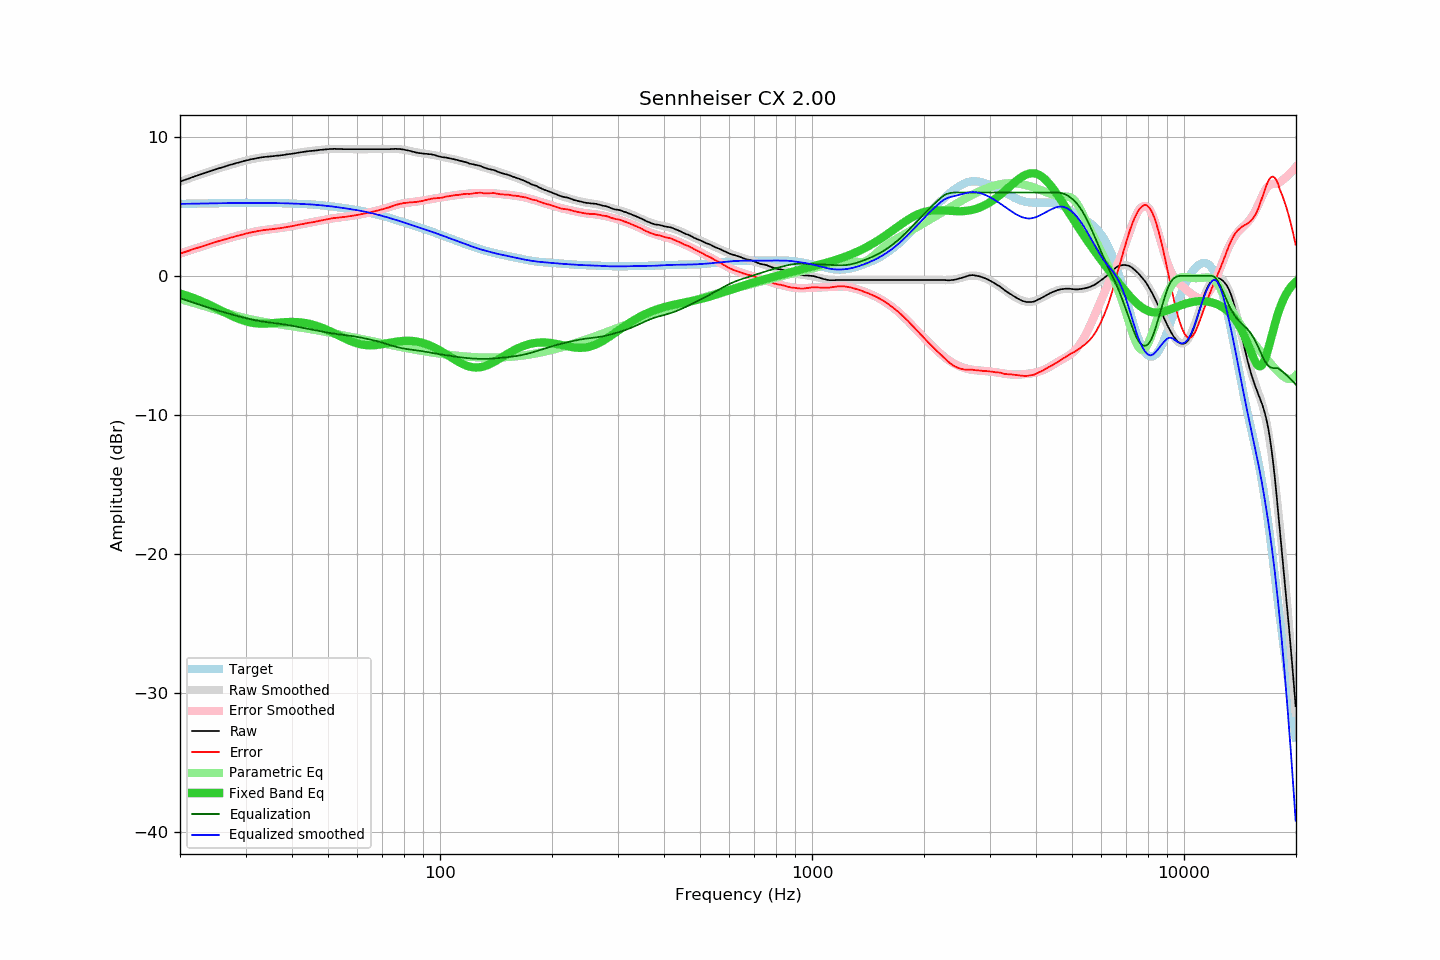 Sennheiser CX 2.00
10
0
−10
−20
−30
−40
Amplitude (dBr)
Target
Raw Smoothed
Error Smoothed
Raw
Error
Parametric Eq
Fixed Band Eq
Equalization
Equalized smoothed
100 1000 10000
Frequency (Hz)